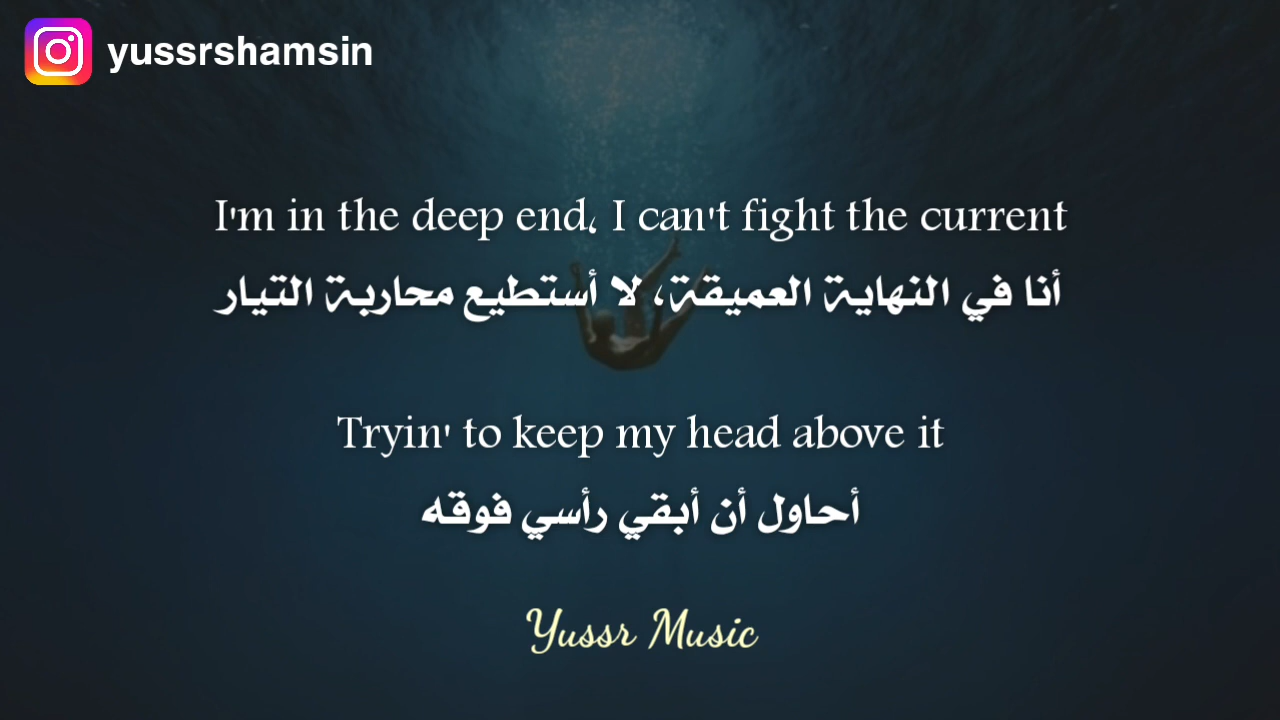 yussrshamsin
I'm in the deep end، I can't fight the current
أنا في النهاية العميقة، لا أستطيع محاربة التيار
Tryin' to keep my head above it
أحاول أن أبقي رأسي فوقه
Yussr Music